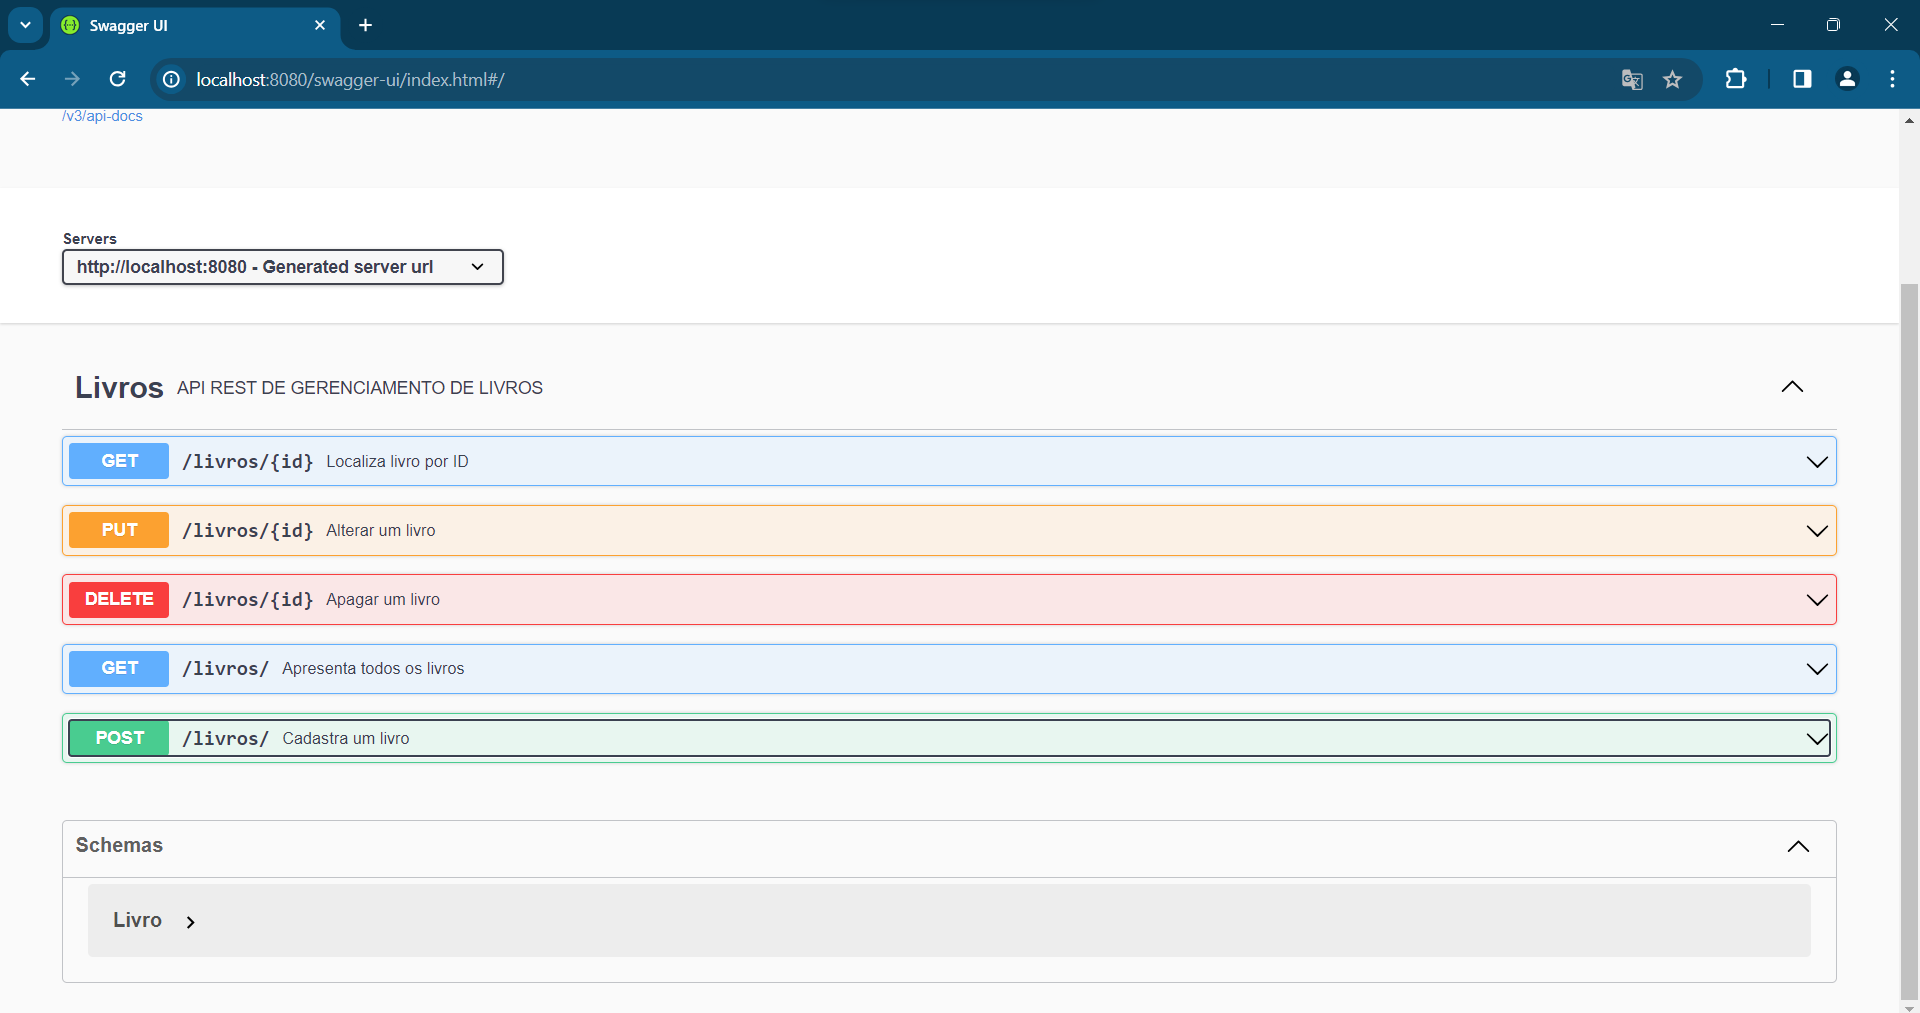 Swagger UI
localhost:8080/swagger-ui/index.html#/
/v3/api-docs
Servers
http://localhost:8080 - Generated server url
Livros API REST DE GERENCIAMENTO DE LIVROS
GET /livros/{id} Localiza livro por ID
PUT /livros/{id} Alterar um livro
DELETE /livros/{id} Apagar um livro
GET /livros/ Apresenta todos os livros
POST /livros/ Cadastra um livro
Schemas
Livro